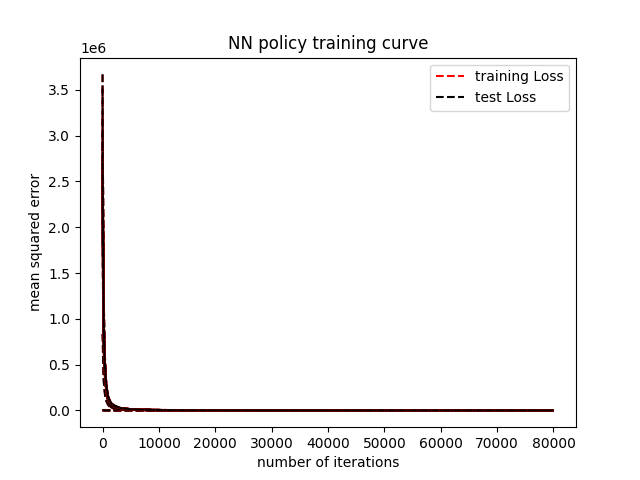 NN policy training curve
1e6
training Loss
test Loss
3.5
3.0
2.5
2.0
1.5
1.0
0.5
0.0
mean squared error
0 10000 20000 30000 40000 50000 60000 70000 80000
number of iterations